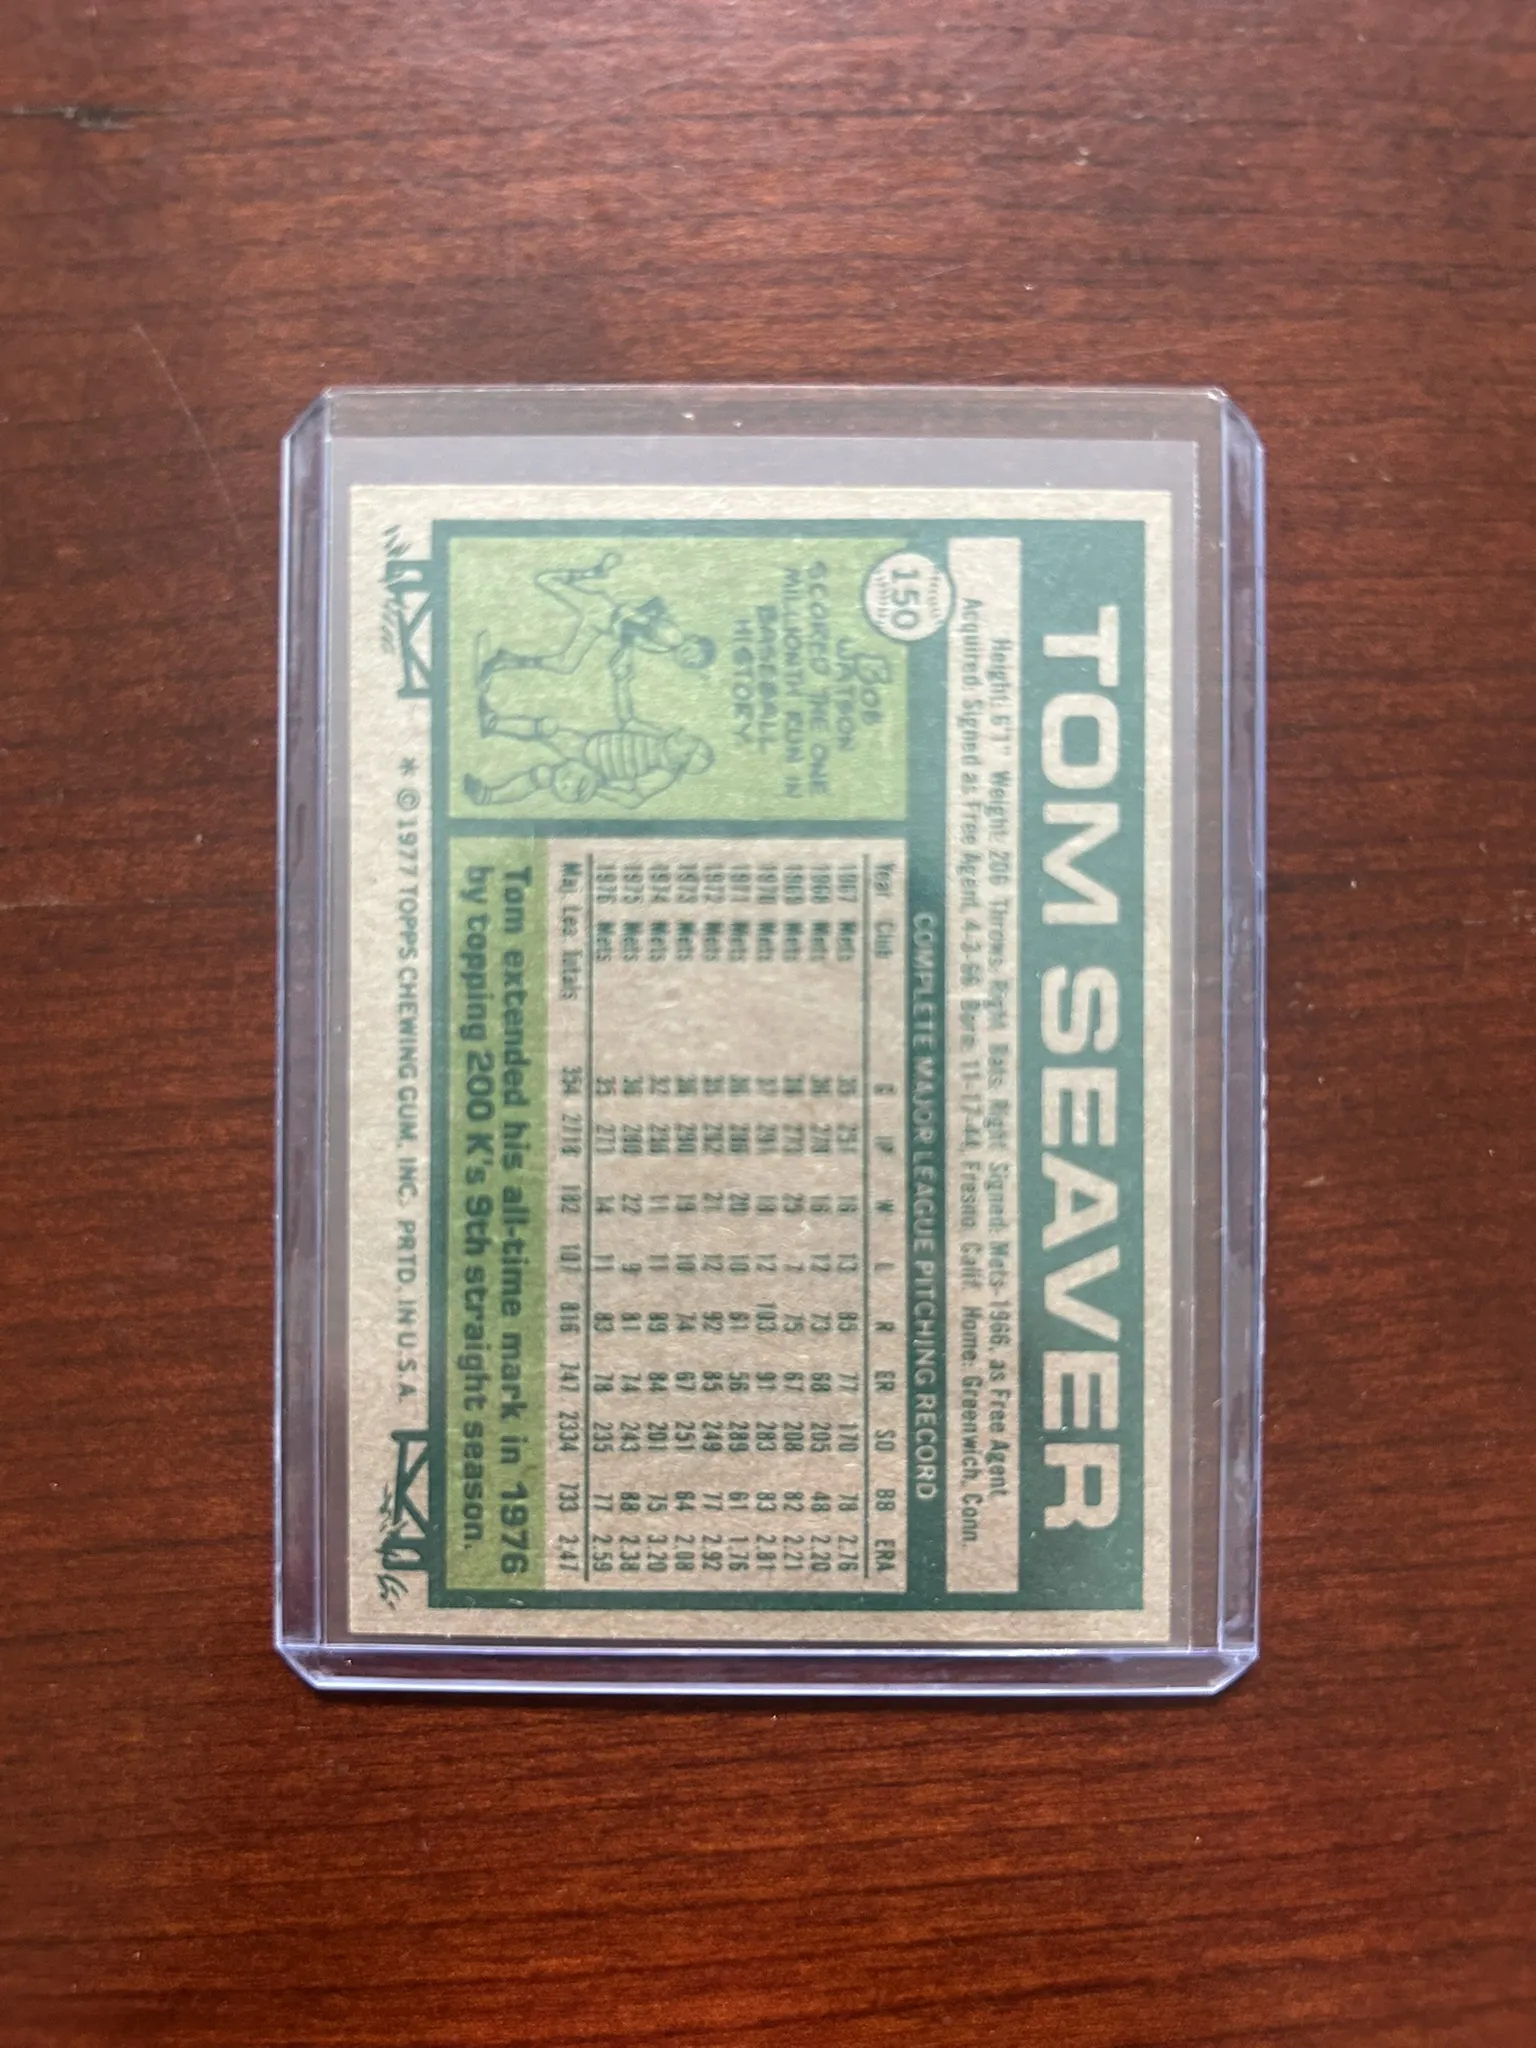 TOM SEAVER
Height: 6'1" Weight: 206 Throws: Right Bats: Right Signed: Mets-1966, as Free Agent
Acquired: Signed as Free Agent, 4-3-66 Born: 11-17-44, Fresno, Calif. Home: Greenwich, Conn.
150
COMPLETE MAJOR LEAGUE PITCHING RECORD
BOB
WATSON
SCORED THE ONE
MILLIONTH RUN IN
BASEBALL
HISTORY
Year Club G IP W L R ER SO BB ERA
1967 Mets 35 251 16 13 85 77 170 78 2.76
1968 Mets 36 278 16 12 73 68 205 48 2.20
1969 Mets 36 273 25 7 75 67 208 82 2.21
1970 Mets 37 291 18 12 103 91 283 83 2.81
1971 Mets 36 286 20 10 61 56 289 61 1.76
1972 Mets 35 262 21 12 92 85 249 77 2.92
1973 Mets 36 290 19 10 74 67 251 64 2.08
1974 Mets 32 236 11 11 89 84 201 75 3.20
1975 Mets 36 280 22 9 81 74 243 88 2.38
1976 Mets 35 271 14 11 83 78 235 77 2.59
Maj. Lea. Totals 354 2718 182 107 816 747 2334 733 2.47
Tom extended his all-time mark in 1976
by topping 200 K's 9th straight season.
* © 1977 TOPPS CHEWING GUM, INC. PRTD. IN U.S.A.